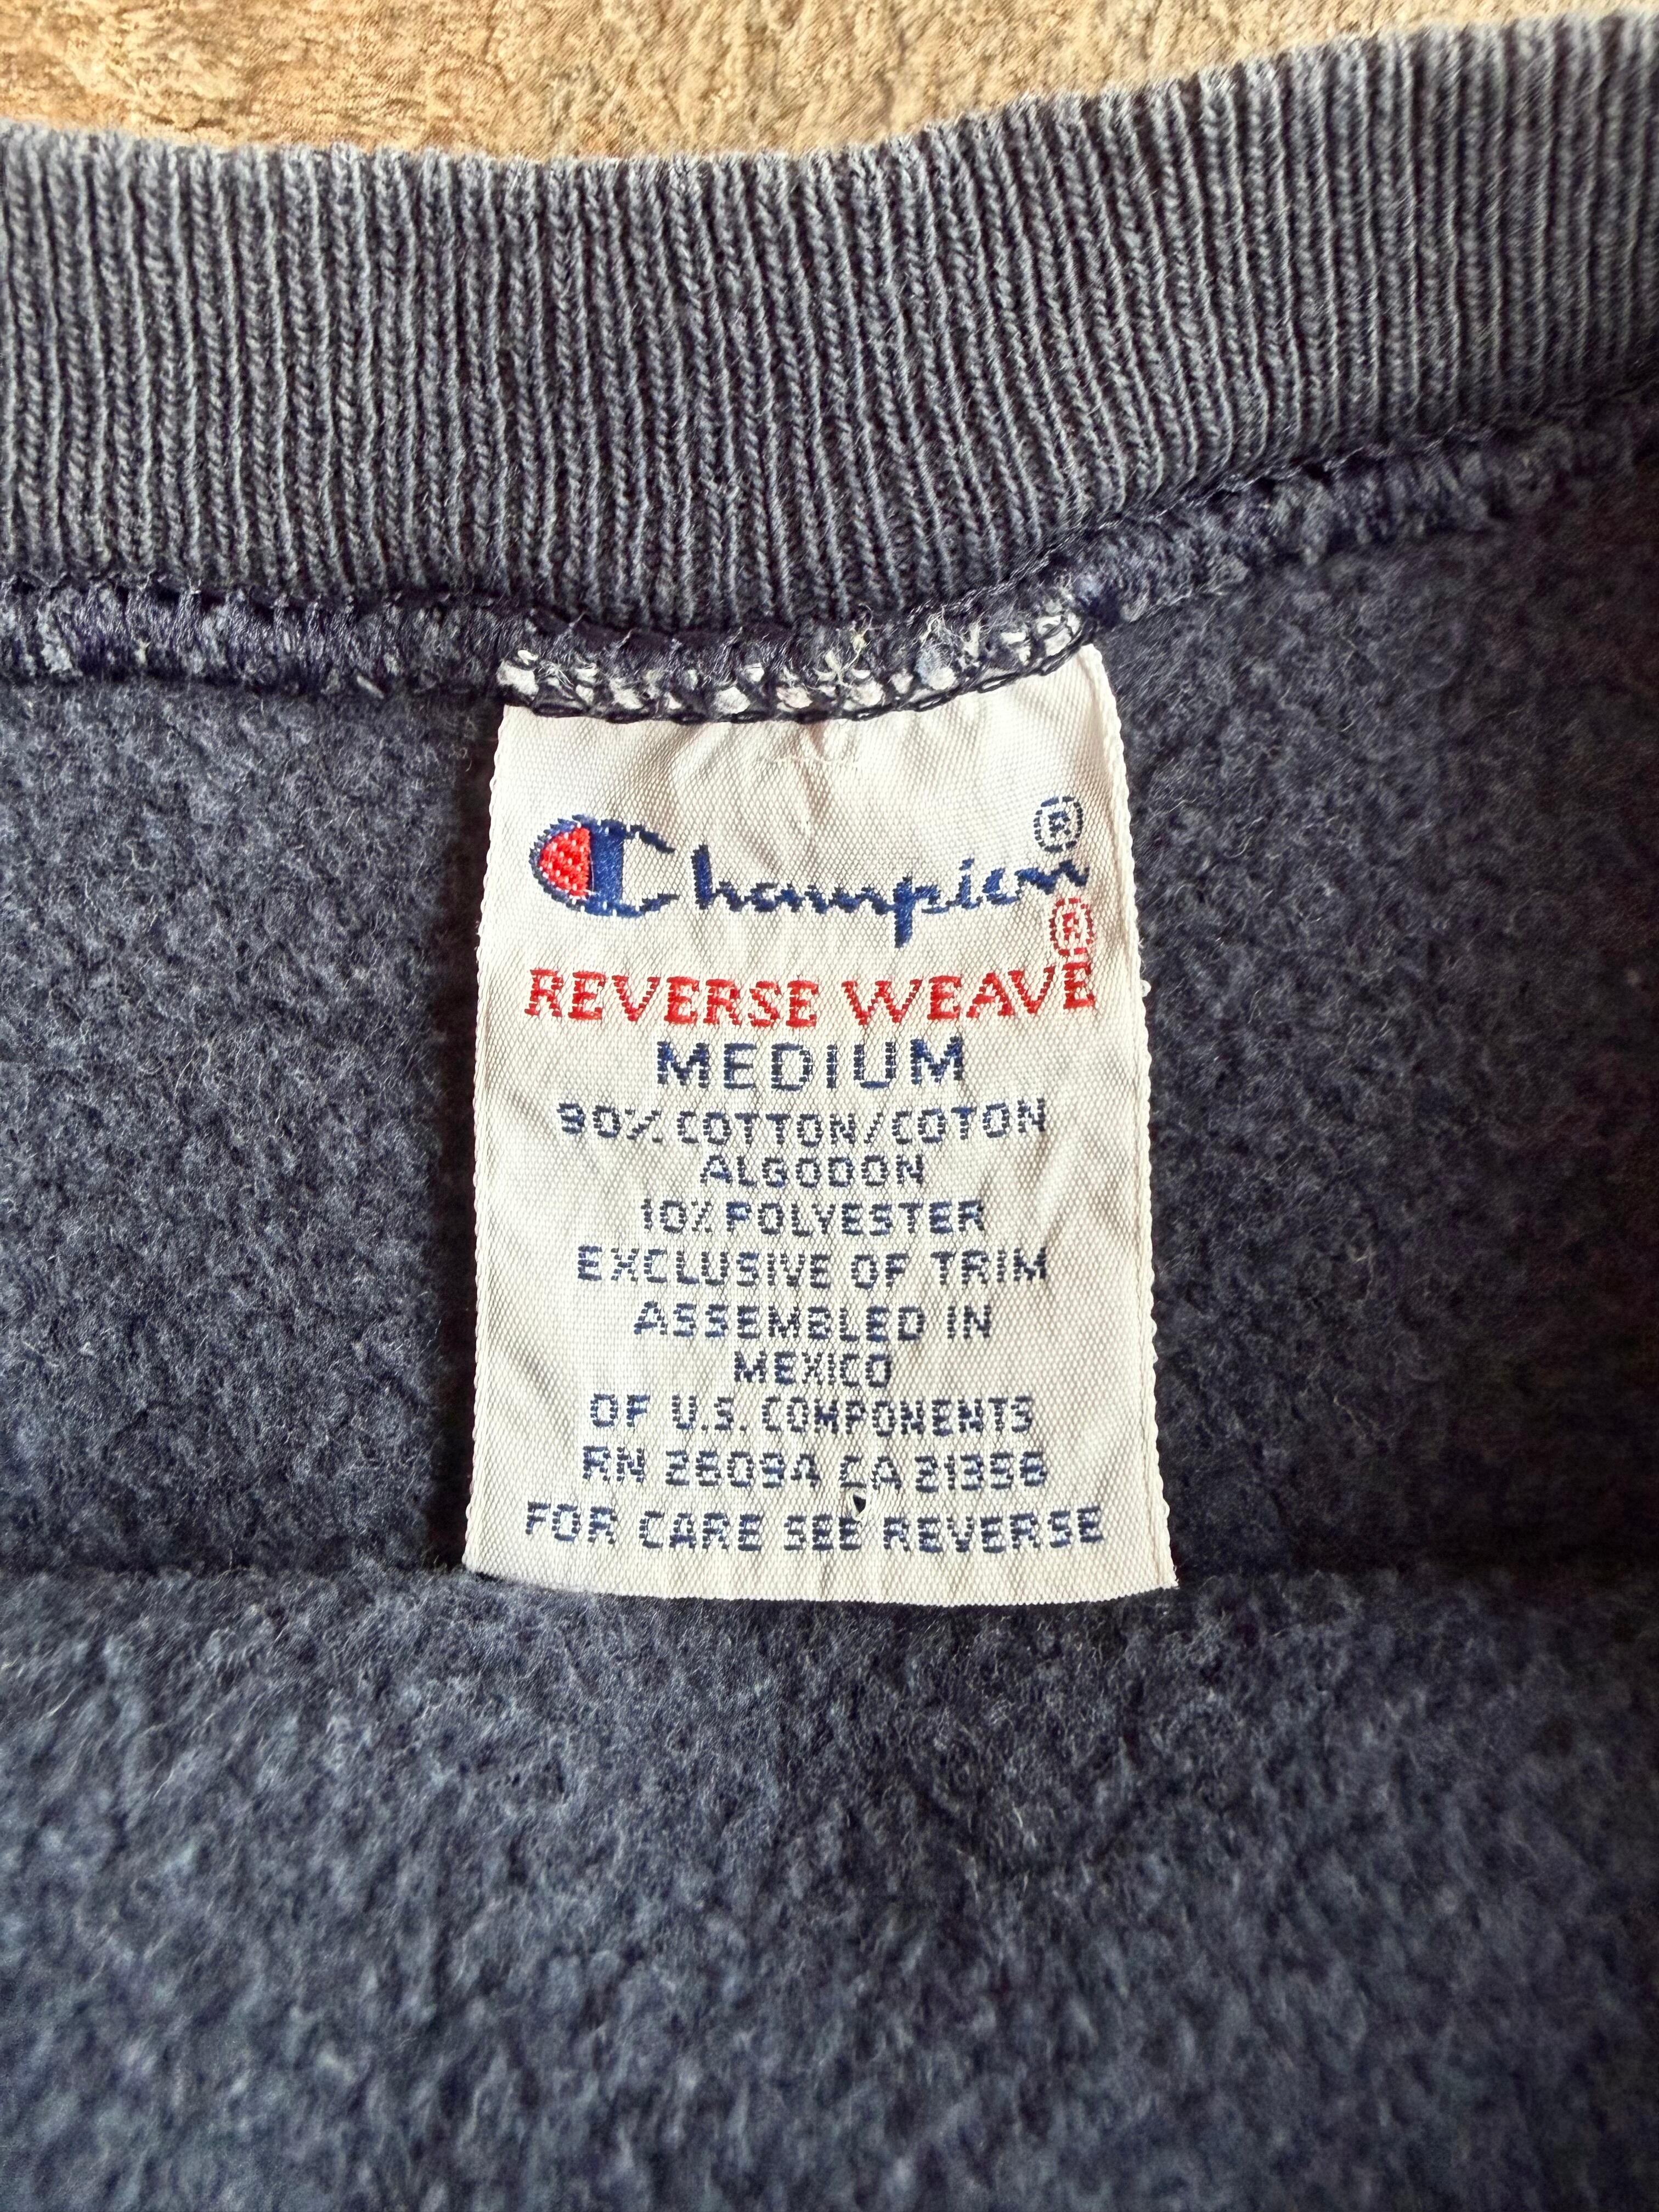 Champion®
REVERSE WEAVE®
MEDIUM
90% COTTON/COTON
ALGODON
10% POLYESTER
EXCLUSIVE OF TRIM
ASSEMBLED IN
MEXICO
OF U.S. COMPONENTS
RN 26094 CA 21356
FOR CARE SEE REVERSE